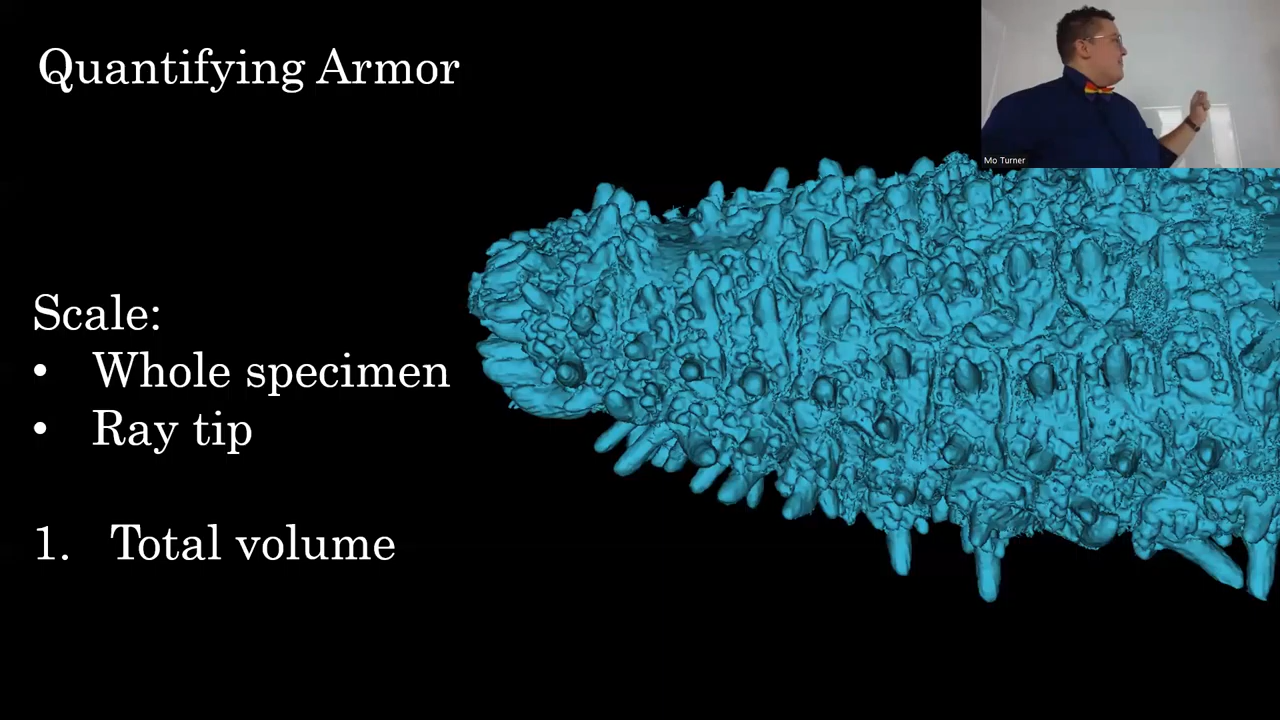 Quantifying Armor
Mo Turner
Scale:
• Whole specimen
• Ray tip
1. Total volume